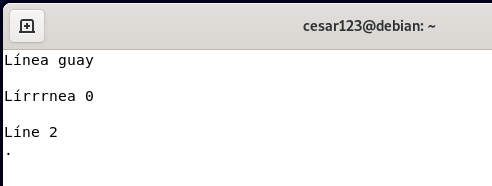 cesar123@debian: ~
Línea guay
Lírrrnea 0
Líne 2
.